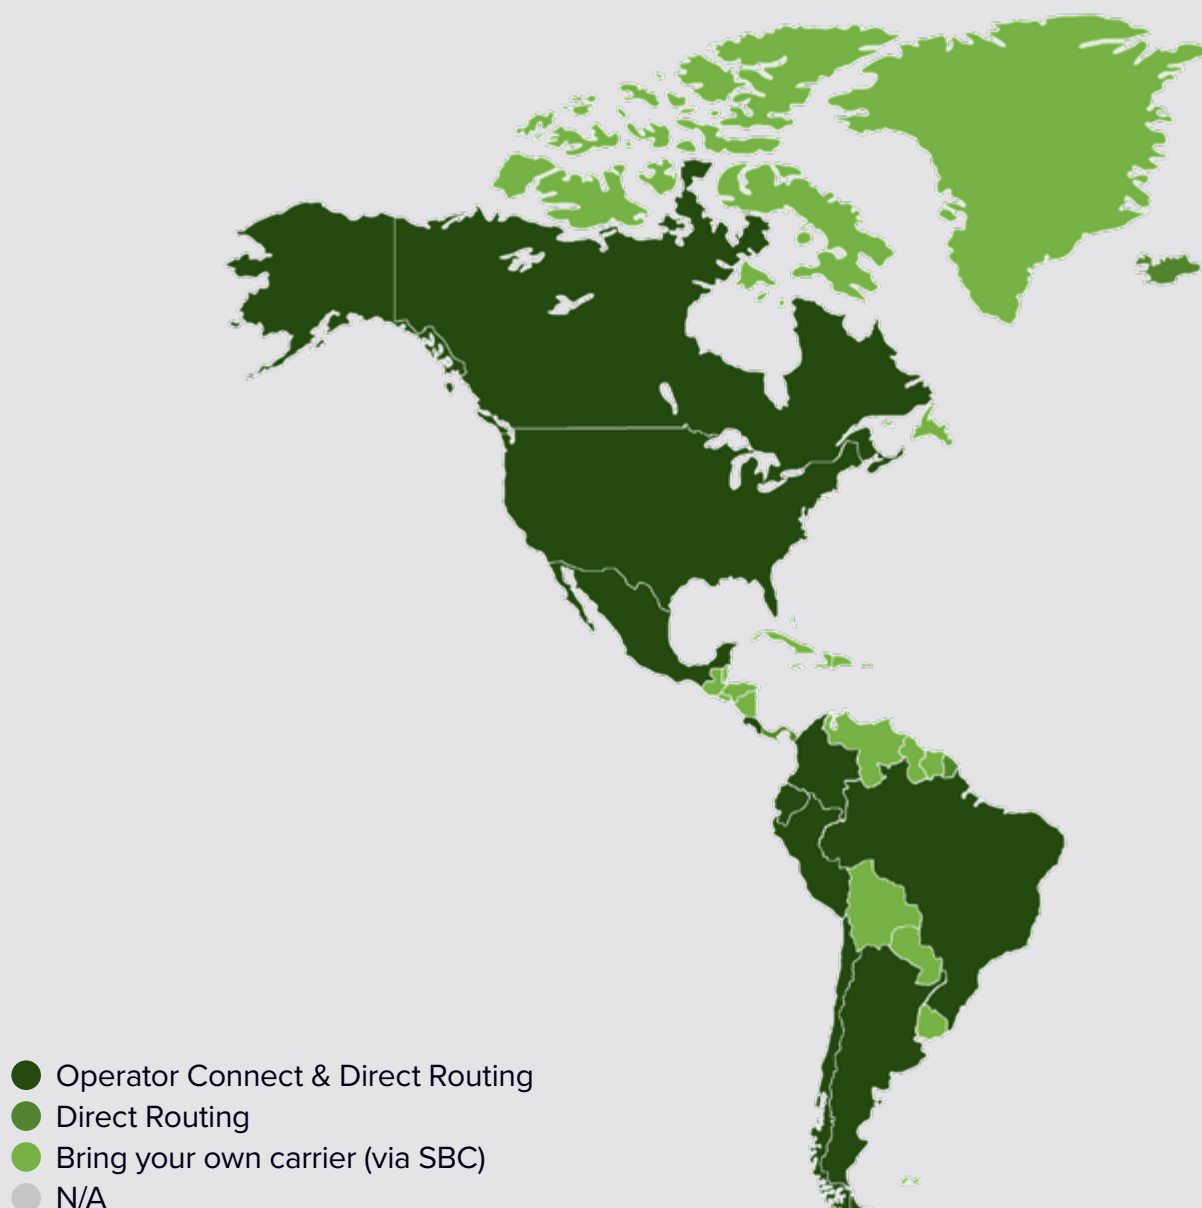 Operator Connect & Direct Routing
Direct Routing
Bring your own carrier (via SBC)
N/A